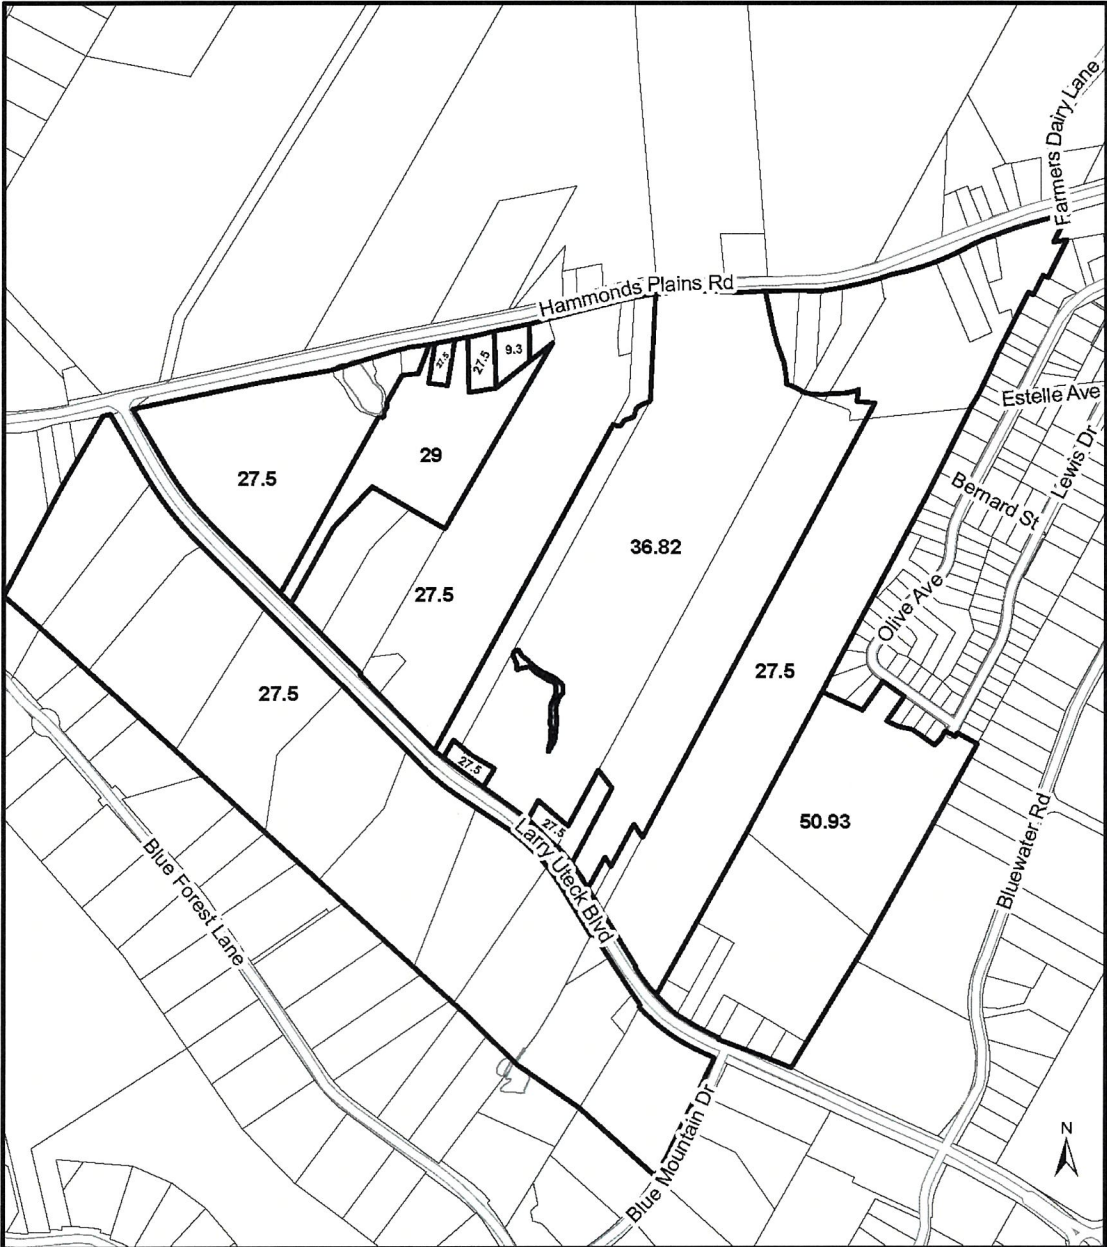 Farmers Dairy Lane
Hammonds Plains Rd
27.5
27.5
9.3
Estelle Ave
Lewis Dr
29
27.5
Bernard St
36.82
27.5
Olive Ave
27.5
27.5
27.5
27.5
50.93
Larry Uteck Blvd
Bluewater Rd
Blue Forest Lane
Blue Mountain Dr
N